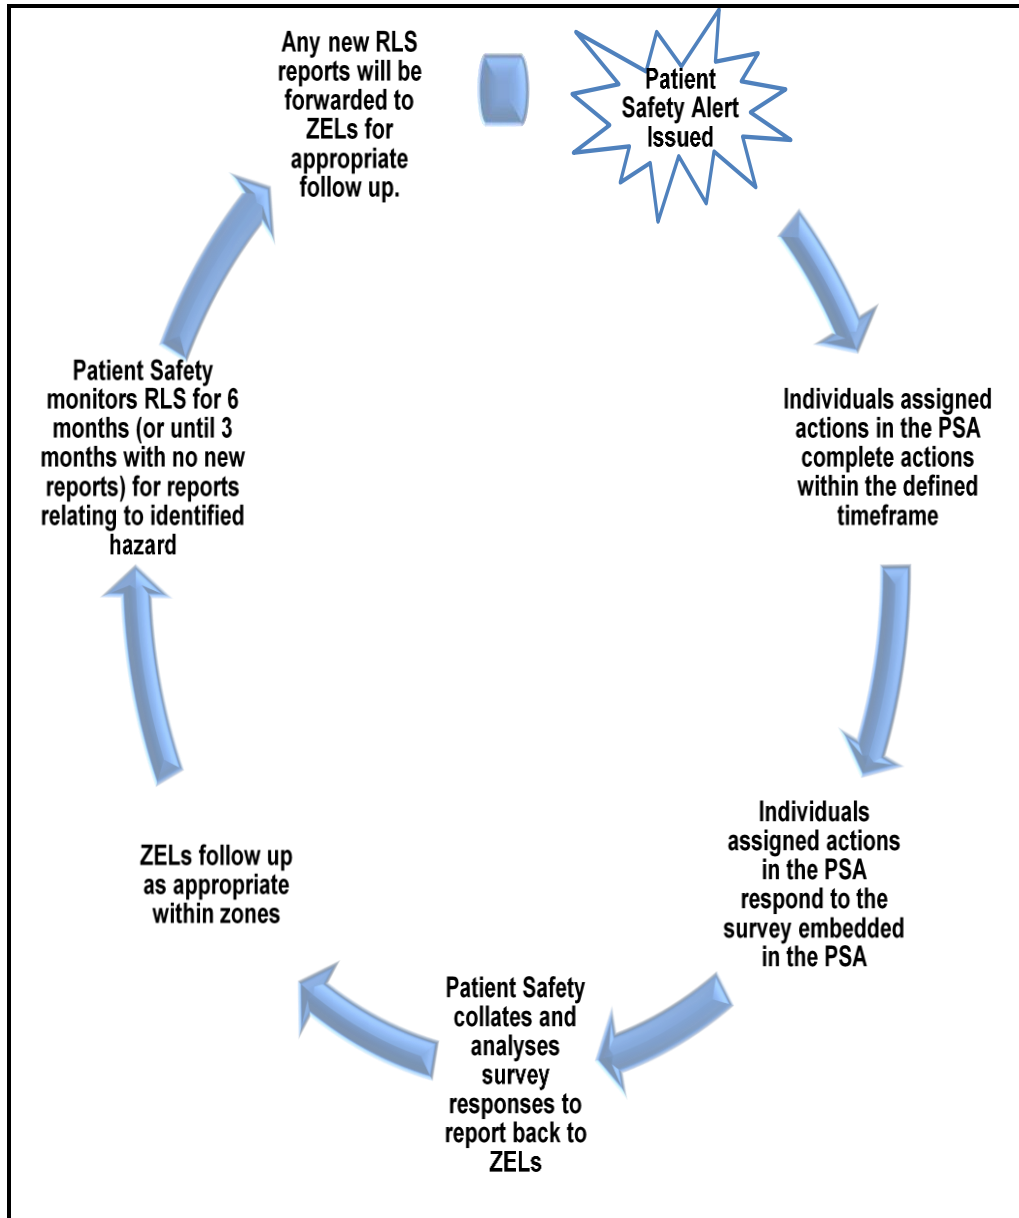 Patient
Safety Alert
Issued
Individuals assigned
actions in the PSA
complete actions
within the defined
timeframe
Individuals
assigned actions
in the PSA
respond to the
survey embedded
in the PSA
Patient Safety
collates and
analyses
survey
responses to
report back to
ZELs
ZELs follow up
as appropriate
within zones
Patient Safety
monitors RLS for 6
months (or until 3
months with no new
reports) for reports
relating to identified
hazard
Any new RLS
reports will be
forwarded to
ZELs for
appropriate
follow up.